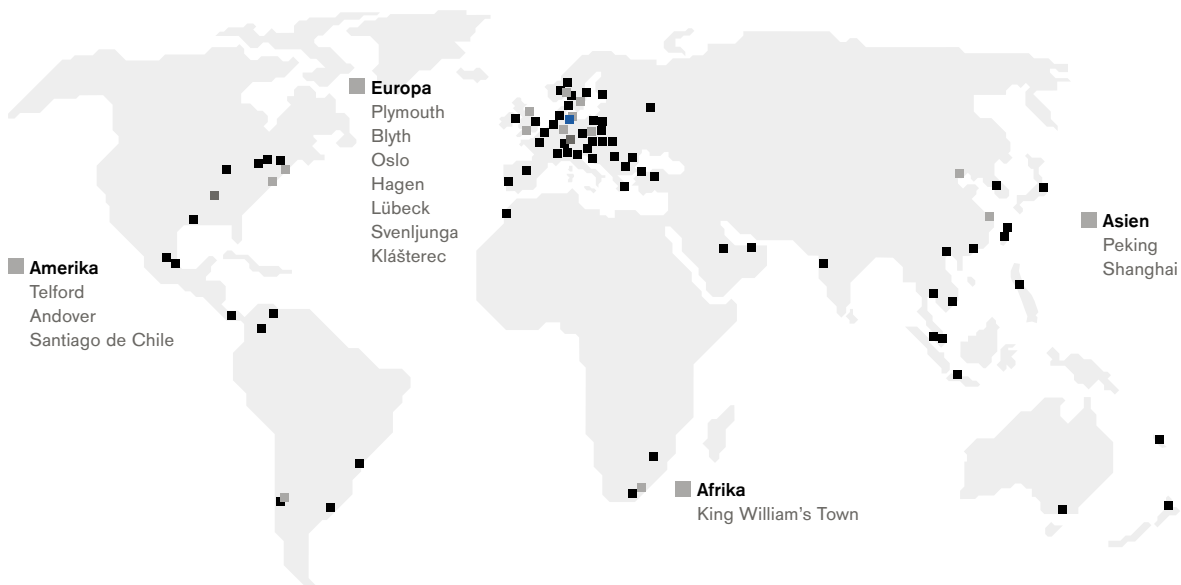 Europa
Plymouth
Blyth
Oslo
Hagen
Lübeck
Svenljunga
Klášterec
Asien
Peking
Shanghai
Amerika
Telford
Andover
Santiago de Chile
Afrika
King William's Town